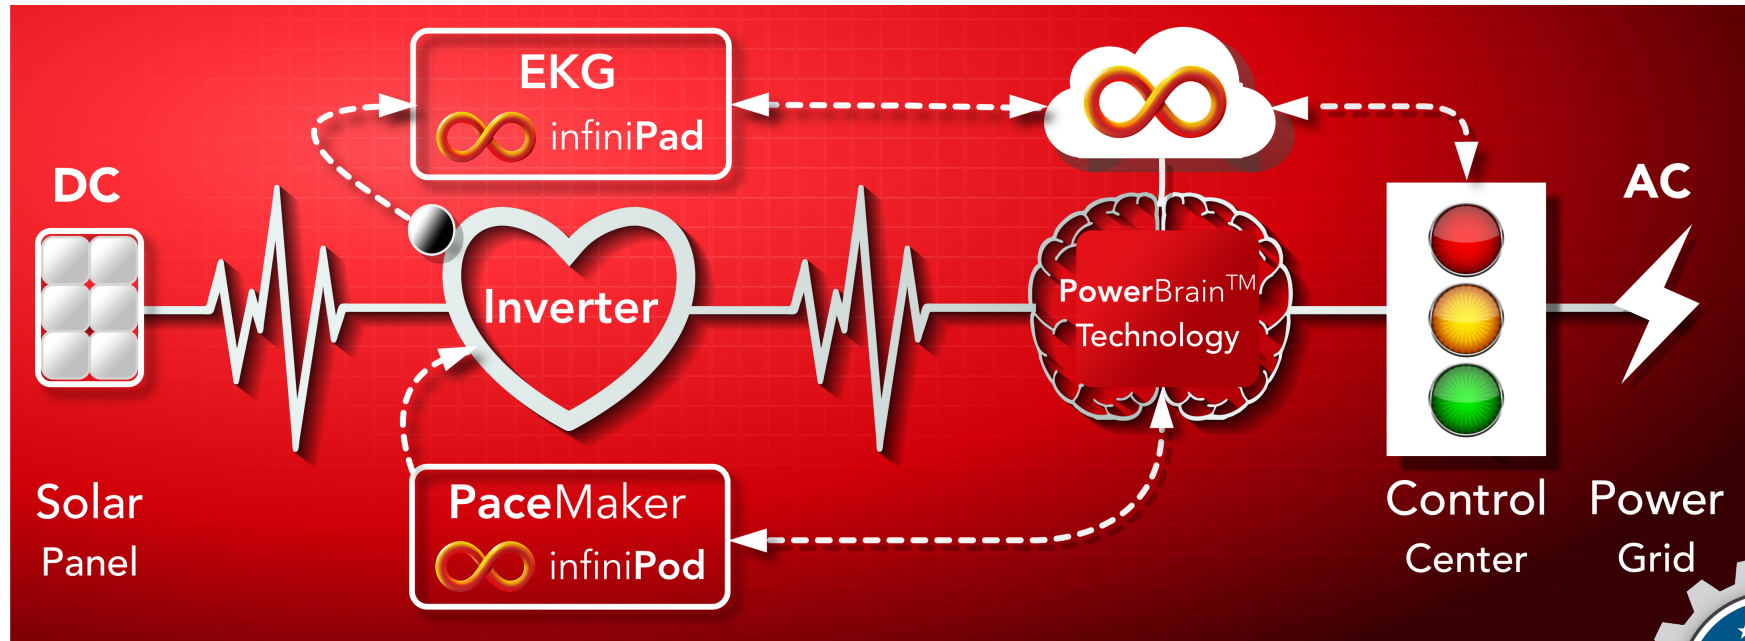 DC
Solar
Panel
EKG
infiniPad
Inverter
PaceMaker
infiniPod
PowerBrain™
Technology
Control
Center
AC
Power
Grid